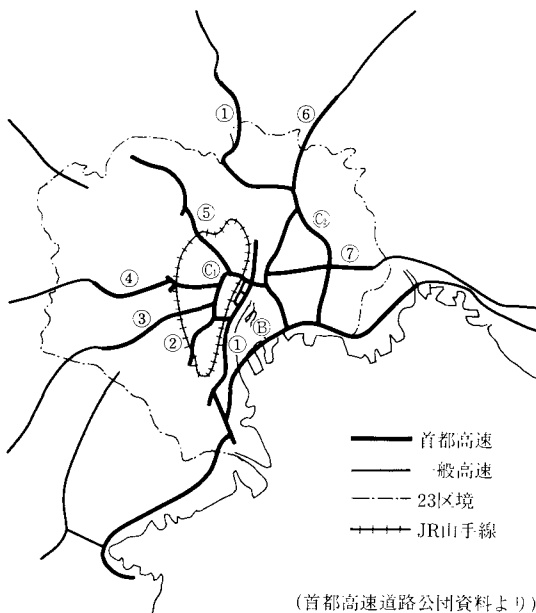 ①
⑥
⑤
C₂
C₁
⑦
④
③
B
②
①
首都高速
一般高速
23区境
JR山手線
(首都高速道路公団資料より)